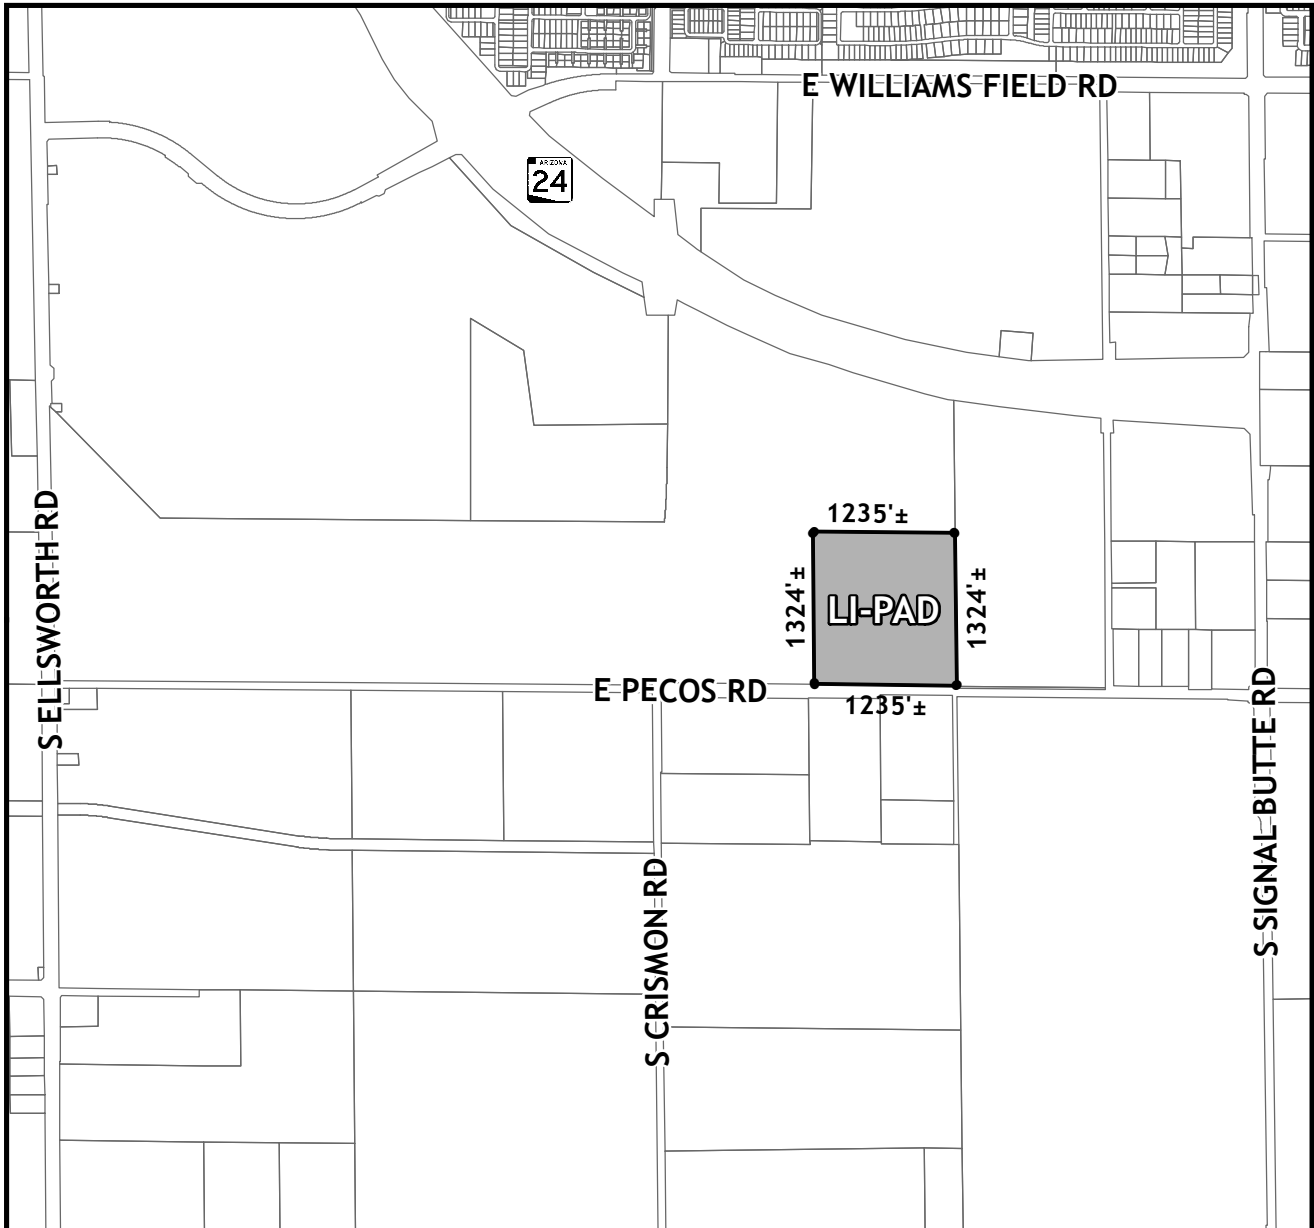 E WILLIAMS FIELD RD
ARIZONA
24
1235'±
1324'±
LI-PAD
1324'±
S ELLSWORTH RD
E PECOS RD
1235'±
S CRISMON RD
S SIGNAL BUTTE RD